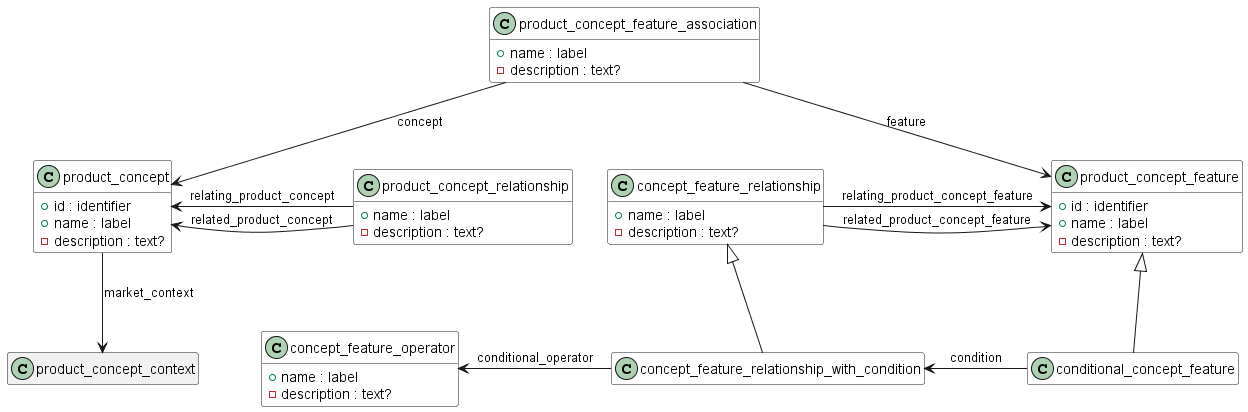 C product_concept_feature_association
name : label
description : text?
concept
feature
C product_concept
id : identifier
name : label
description : text?
relating_product_concept
related_product_concept
C product_concept_relationship
name : label
description : text?
C concept_feature_relationship
name : label
description : text?
relating_product_concept_feature
related_product_concept_feature
C product_concept_feature
id : identifier
name : label
description : text?
market_context
C product_concept_context
C concept_feature_operator
name : label
description : text?
conditional_operator
C concept_feature_relationship_with_condition
condition
C conditional_concept_feature